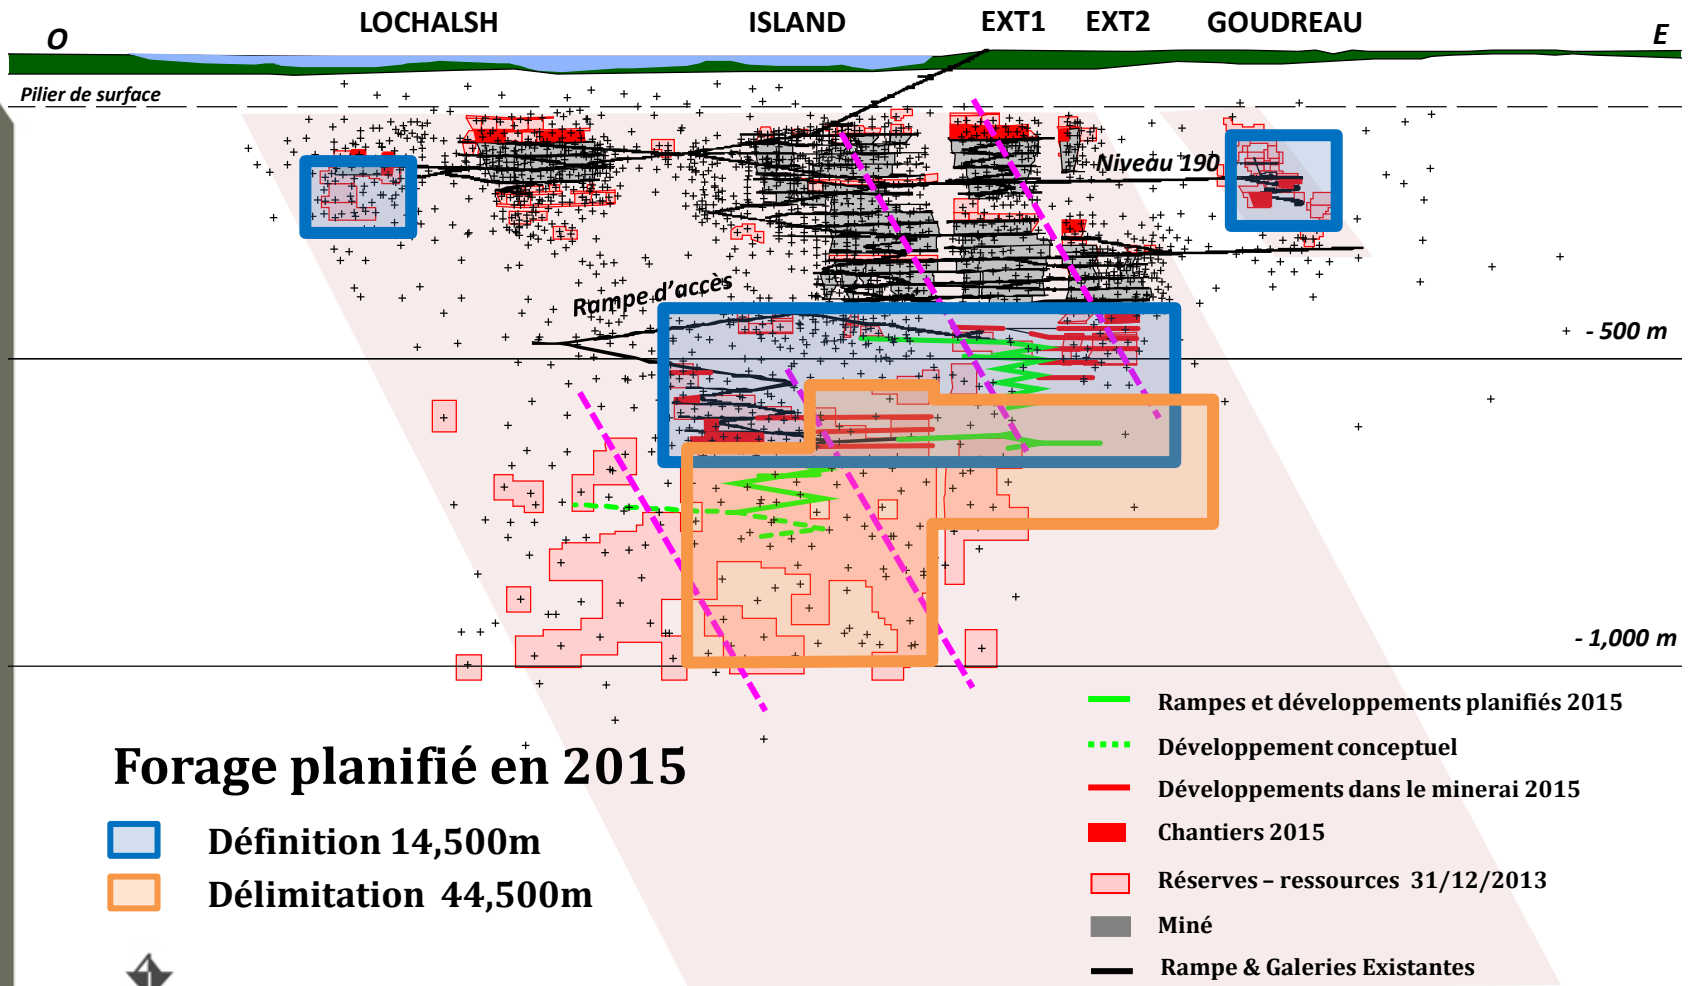 LOCHALSH ISLAND EXT1 EXT2 GOUDREAU
O E
Pilier de surface
Niveau 190
Rampe d'accès
- 500 m
- 1,000 m
Forage planifié en 2015
Définition 14,500m
Délimitation 44,500m
Rampes et développements planifiés 2015
Développement conceptuel
Développements dans le minerai 2015
Chantiers 2015
Réserves – ressources 31/12/2013
Miné
Rampe & Galeries Existantes